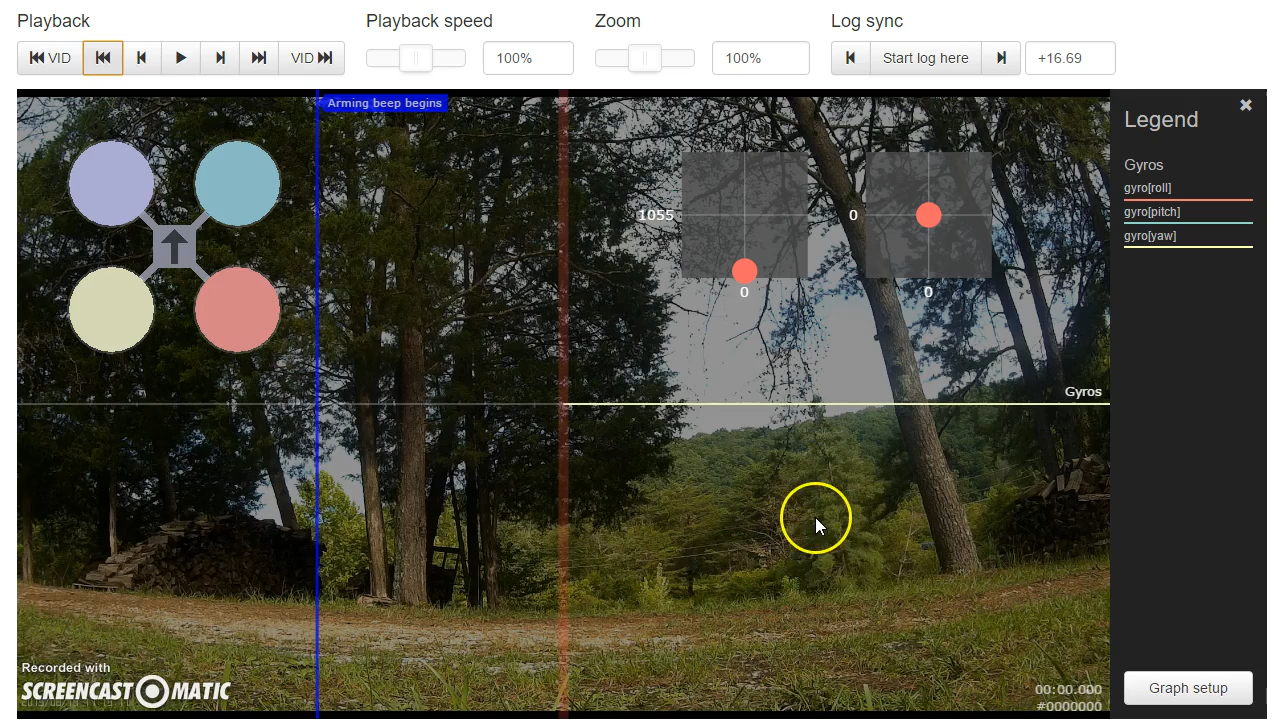 Playback
Playback speed
Zoom
Log sync
VID
VID
100%
100%
Start log here
+16.69
Arming beep begins
Legend
Gyros
gyro[roll]
gyro[pitch]
gyro[yaw]
1055
0
0
0
Gyros
Recorded with
SCREENCAST MATIC
00:00.000
#0000000
Graph setup